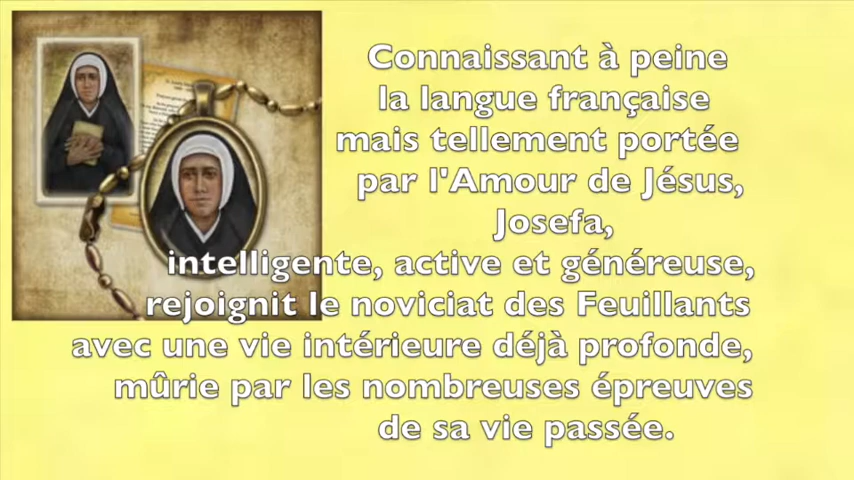 Connaissant à peine
la langue française
mais tellement portée
par l'Amour de Jésus,
Josefa,
intelligente, active et généreuse,
rejoignit le noviciat des Feuillants
avec une vie intérieure déjà profonde,
mûrie par les nombreuses épreuves
de sa vie passée.